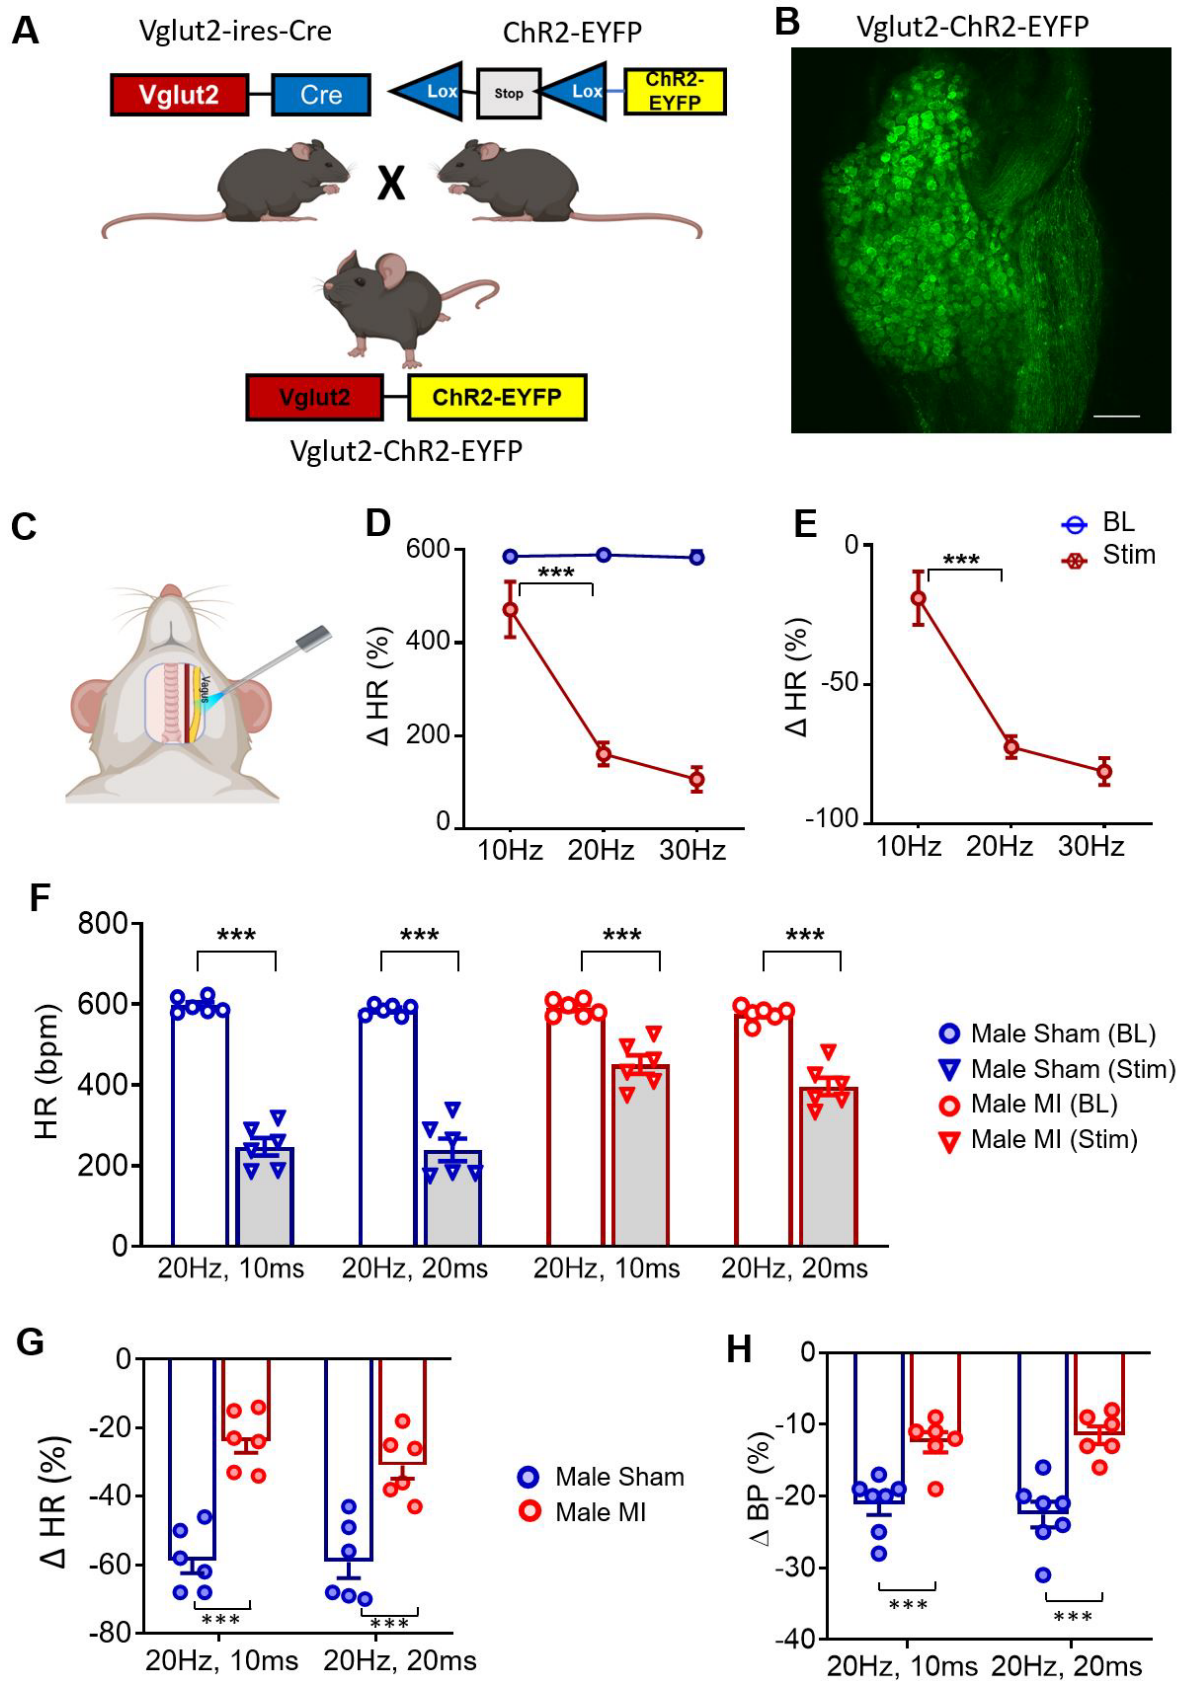 A
Vglut2-ires-Cre
ChR2-EYFP
Vglut2
Cre
Lox
Stop
Lox
ChR2-
EYFP
X
Vglut2
ChR2-EYFP
Vglut2-ChR2-EYFP
B
Vglut2-ChR2-EYFP
C
Vagus
D
Δ HR (%)
600
400
200
0
***
10Hz 20Hz 30Hz
E
BL
Stim
Δ HR (%)
0
-50
-100
***
10Hz 20Hz 30Hz
F
HR (bpm)
800
600
400
200
0
*** *** *** ***
20Hz, 10ms 20Hz, 20ms 20Hz, 10ms 20Hz, 20ms
Male Sham (BL)
Male Sham (Stim)
Male MI (BL)
Male MI (Stim)
G
Δ HR (%)
0
-20
-40
-60
-80
*** ***
20Hz, 10ms 20Hz, 20ms
Male Sham
Male MI
H
Δ BP (%)
0
-10
-20
-30
-40
*** ***
20Hz, 10ms 20Hz, 20ms